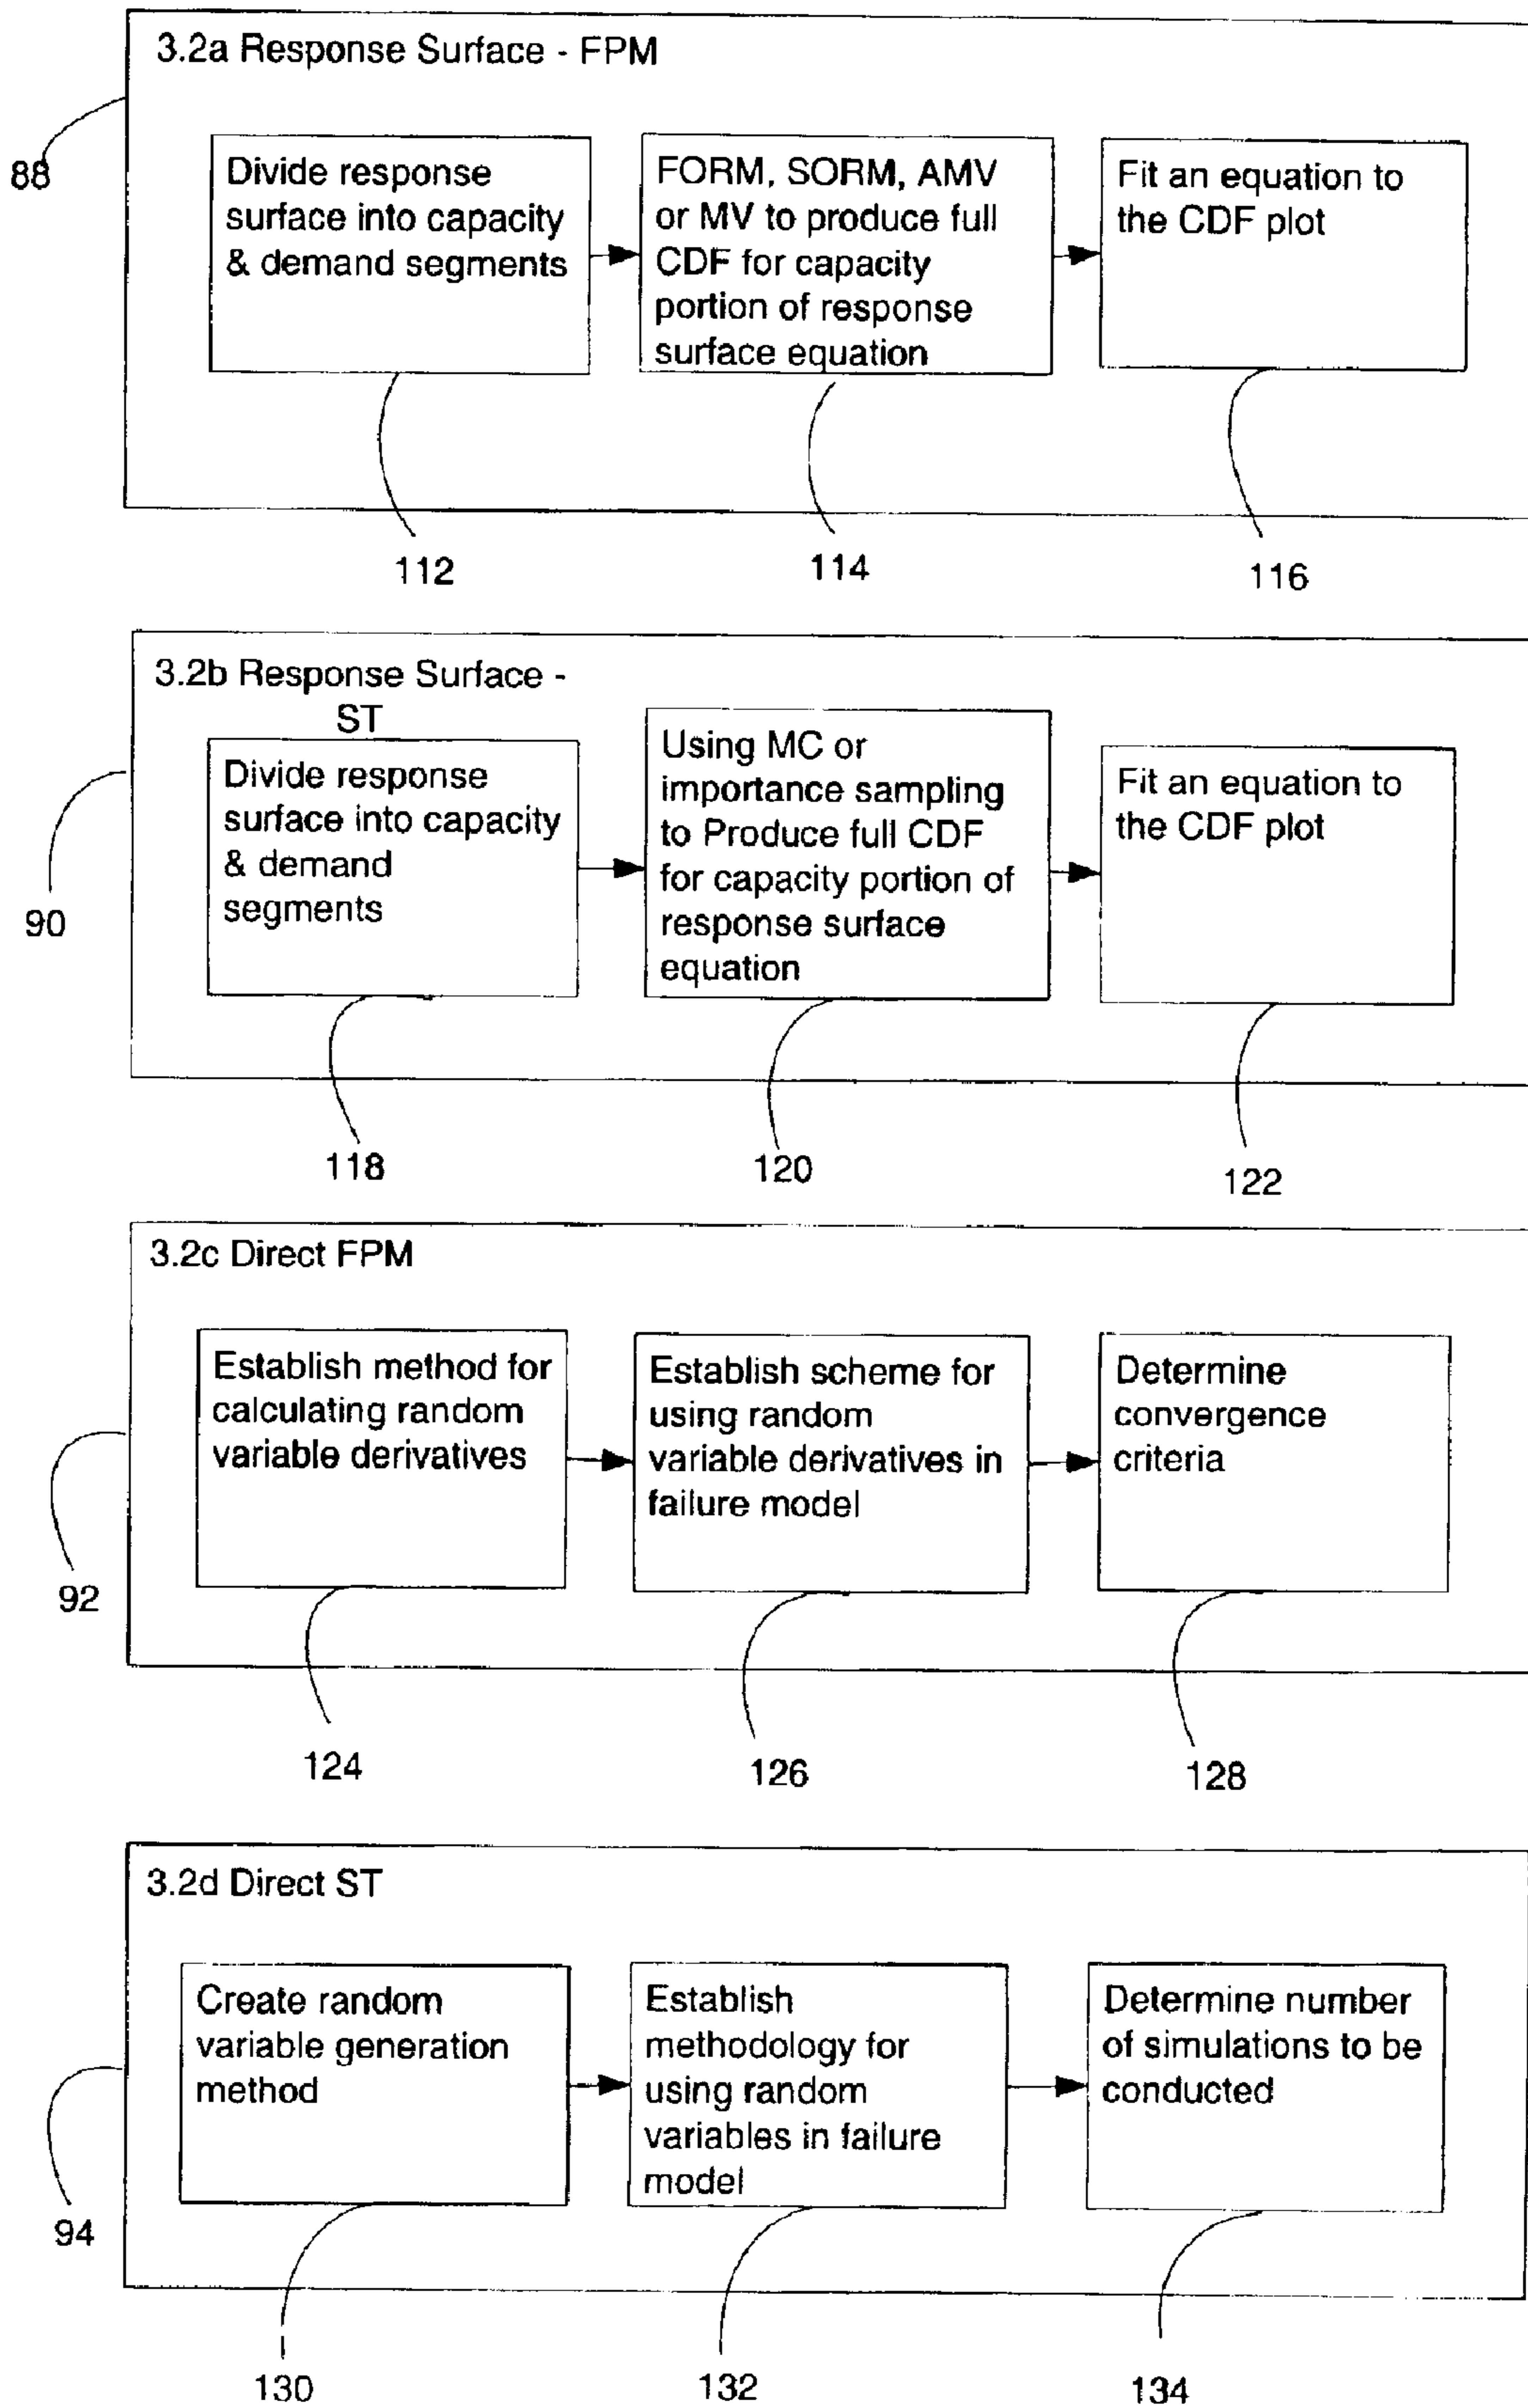 3.2a Response Surface - FPM
88
Divide response
surface into capacity
& demand segments
FORM, SORM, AMV
or MV to produce full
CDF for capacity
portion of response
surface equation
Fit an equation to
the CDF plot
112
114
116
3.2b Response Surface -
ST
90
Divide response
surface into capacity
& demand
segments
Using MC or
importance sampling
to Produce full CDF
for capacity portion of
response surface
equation
Fit an equation to
the CDF plot
118
120
122
3.2c Direct FPM
92
Establish method for
calculating random
variable derivatives
Establish scheme for
using random
variable derivatives in
failure model
Determine
convergence
criteria
124
126
128
3.2d Direct ST
94
Create random
variable generation
method
Establish
methodology for
using random
variables in failure
model
Determine number
of simulations to be
conducted
130
132
134